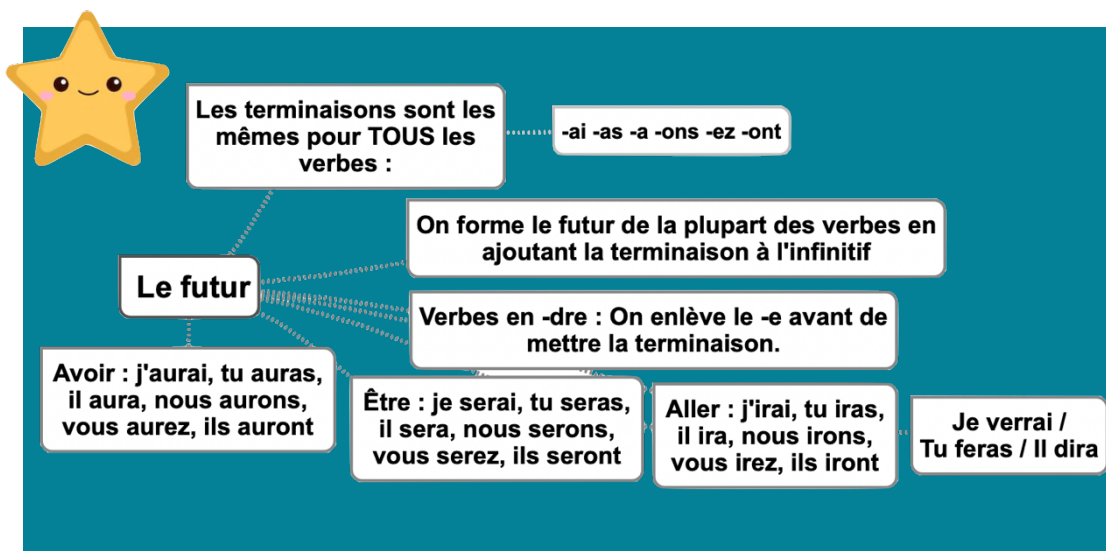 Les terminaisons sont les
mêmes pour TOUS les
verbes :
-ai -as -a -ons -ez -ont
On forme le futur de la plupart des verbes en
ajoutant la terminaison à l'infinitif
Le futur
Verbes en -dre : On enlève le -e avant de
mettre la terminaison.
Avoir : j'aurai, tu auras,
il aura, nous aurons,
vous aurez, ils auront
Être : je serai, tu seras,
il sera, nous serons,
vous serez, ils seront
Aller : j'irai, tu iras,
il ira, nous irons,
vous irez, ils iront
Je verrai /
Tu feras / Il dira